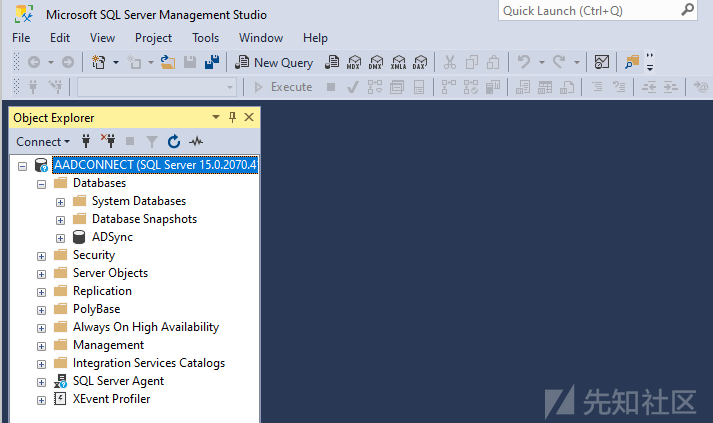 Microsoft SQL Server Management Studio
Quick Launch (Ctrl+Q)
File Edit View Project Tools Window Help
New Query MDX DMX XMLA DAX
Execute
Object Explorer
Connect
AADCONNECT (SQL Server 15.0.2070.4
Databases
System Databases
Database Snapshots
ADSync
Security
Server Objects
Replication
PolyBase
Always On High Availability
Management
Integration Services Catalogs
SQL Server Agent
XEvent Profiler
先知社区